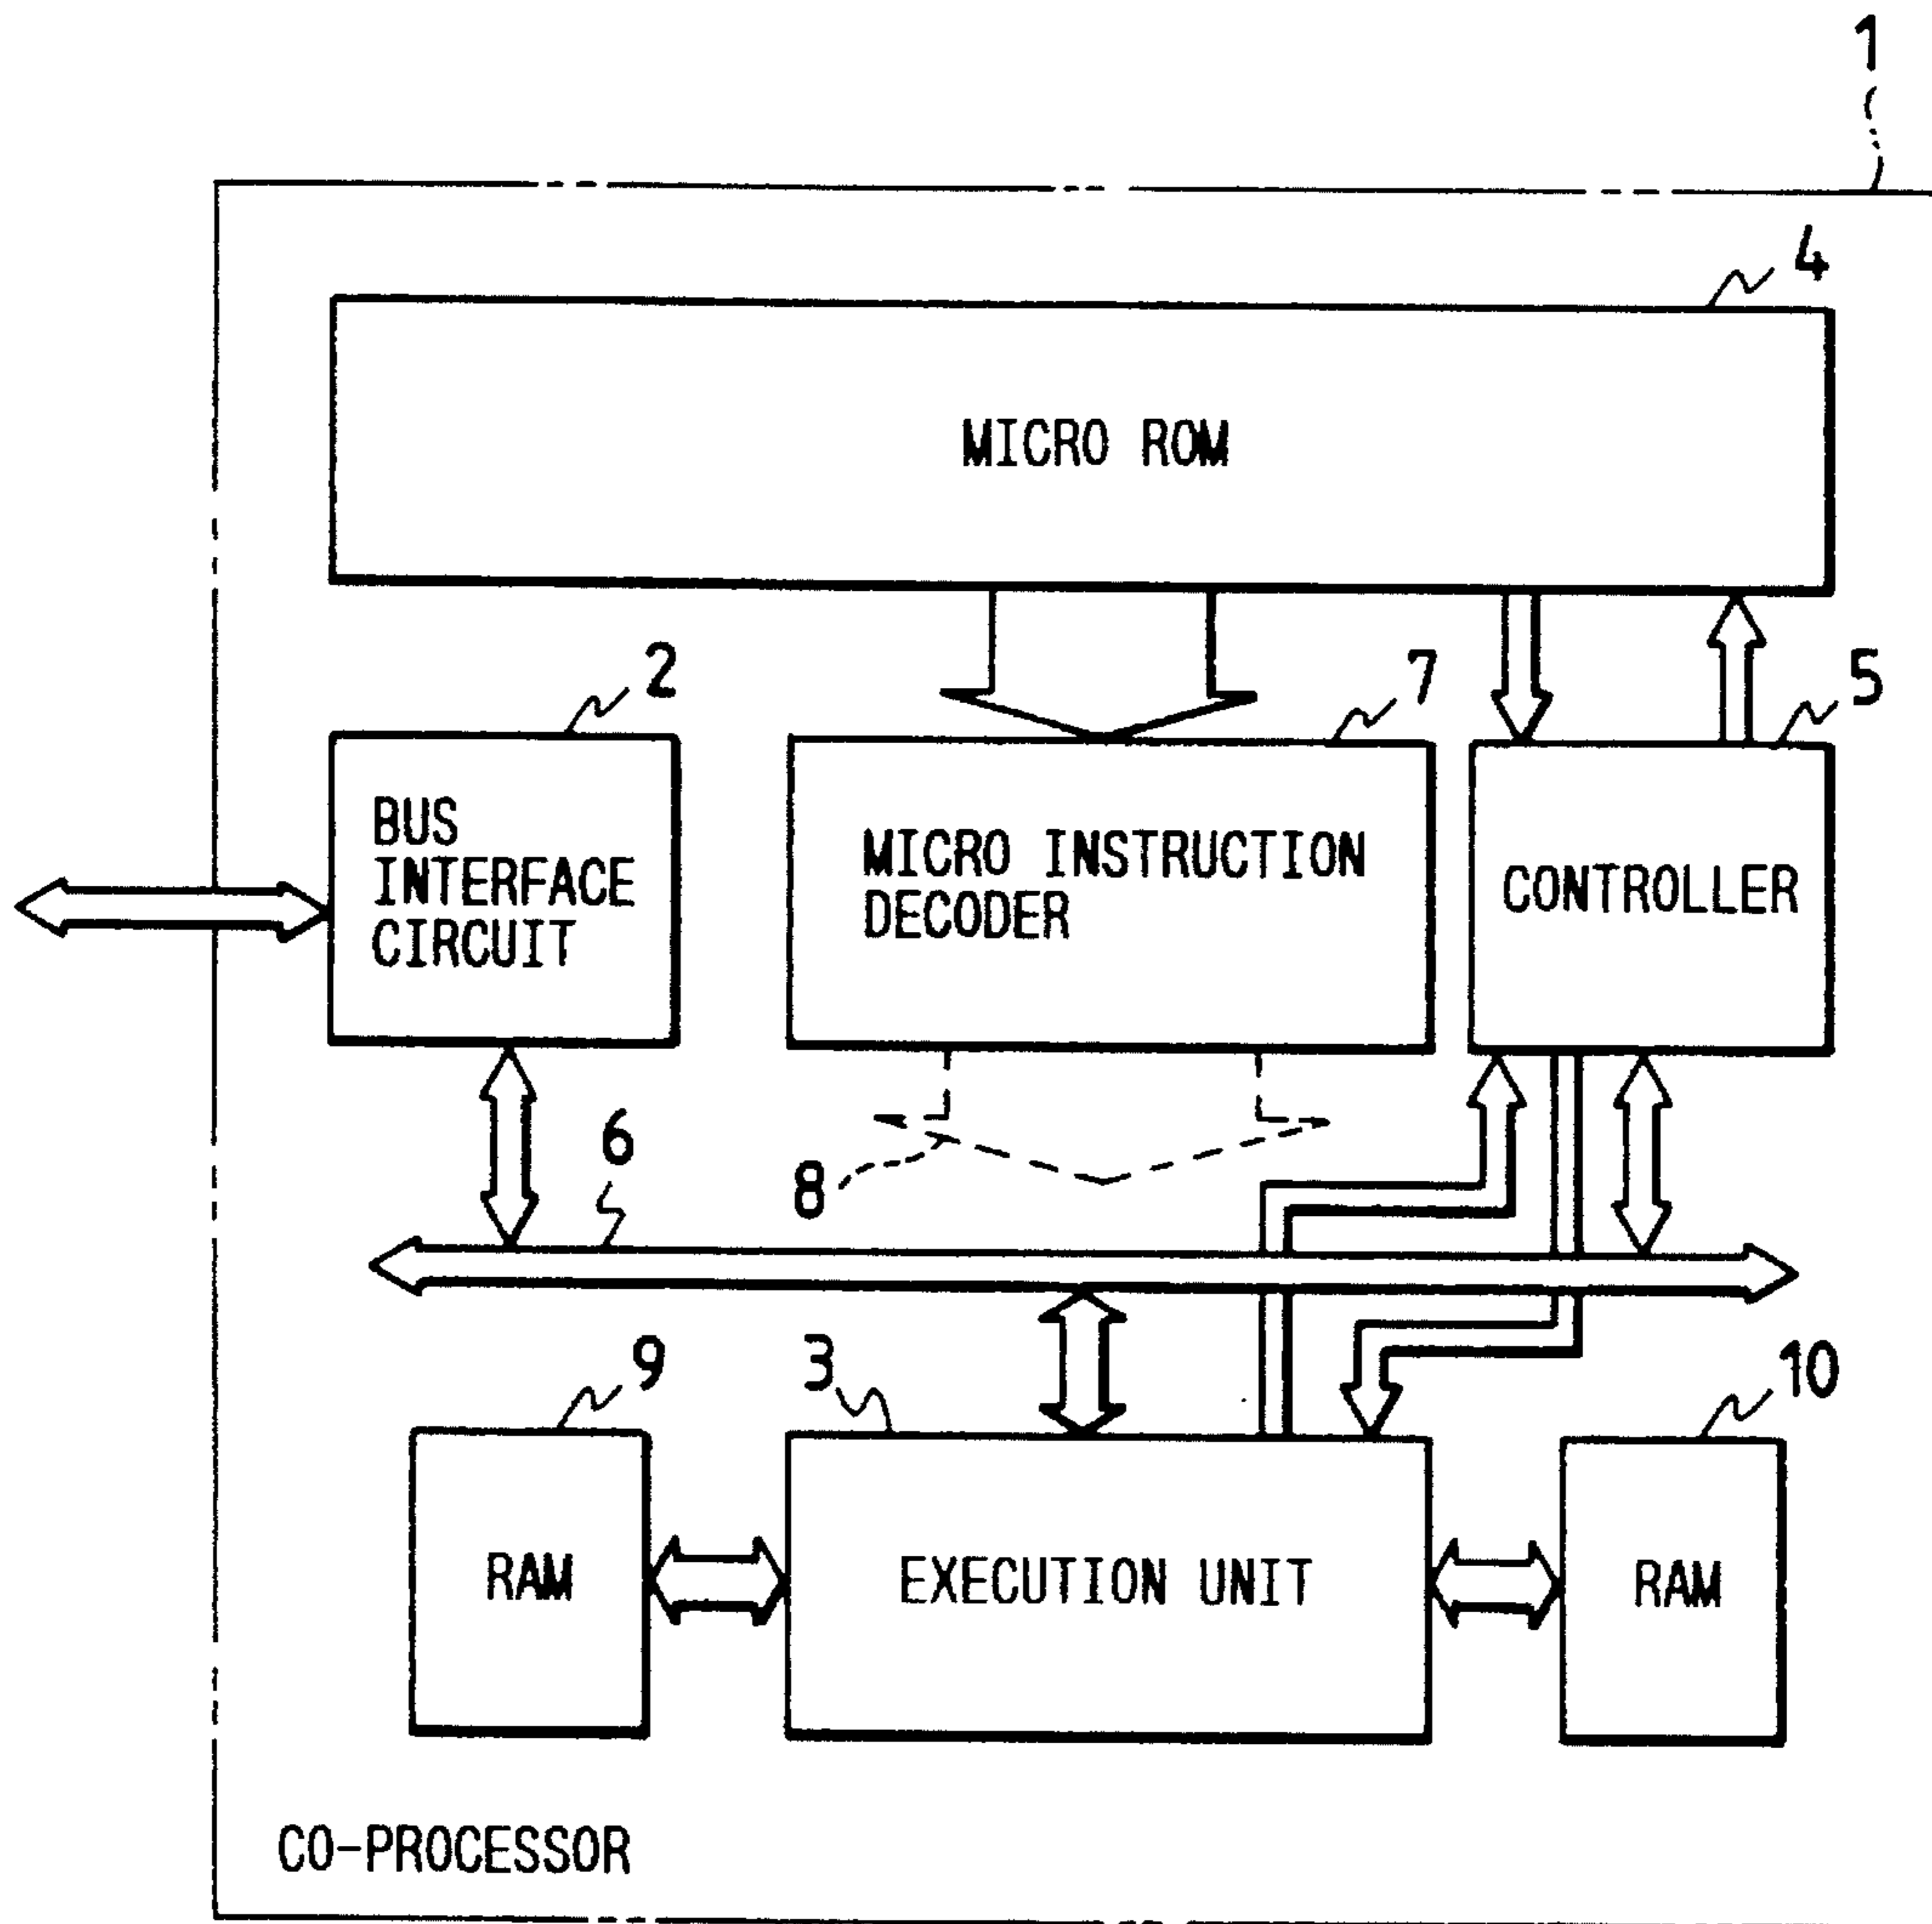 1
4
MICRO ROM
2
7
5
BUS
INTERFACE
CIRCUIT
MICRO INSTRUCTION
DECODER
CONTROLLER
6
8
9
3
10
RAM
EXECUTION UNIT
RAM
CO-PROCESSOR